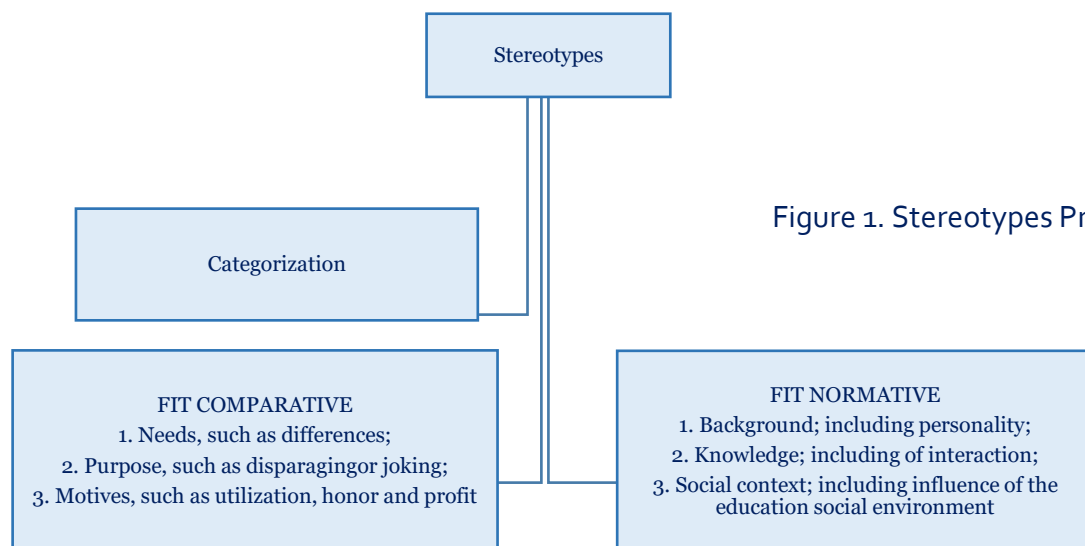 Stereotypes
Figure 1. Stereotypes Pr
Categorization
FIT COMPARATIVE
1. Needs, such as differences;
2. Purpose, such as disparagingor joking;
3. Motives, such as utilization, honor and profit
FIT NORMATIVE
1. Background; including personality;
2. Knowledge; including of interaction;
3. Social context; including influence of the
education social environment